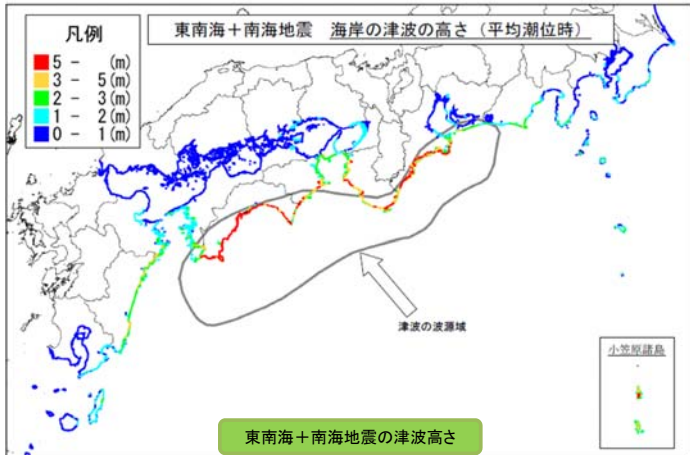 東南海+南海地震 海岸の津波の高さ(平均潮位時)
凡例
5 - (m)
3 - 5(m)
2 - 3(m)
1 - 2(m)
0 - 1(m)
津波の波源域
小笠原諸島
東南海+南海地震の津波高さ